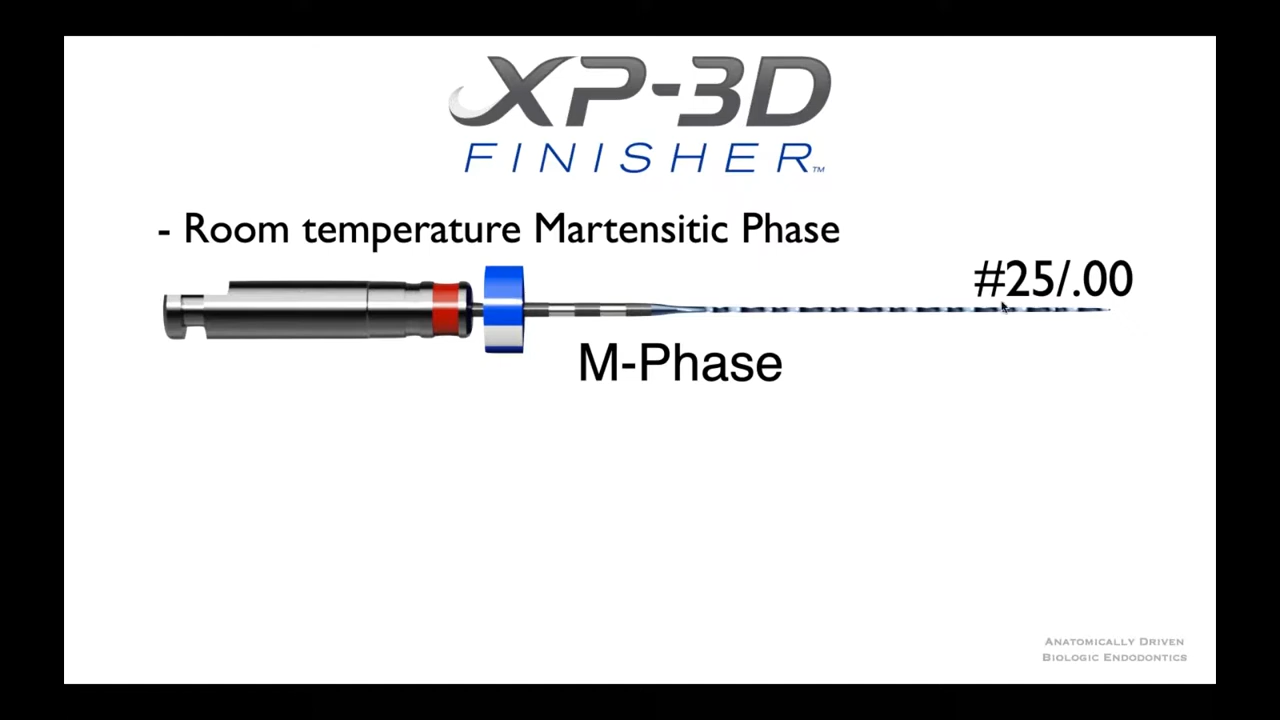 XP-3D
FINISHER™
- Room temperature Martensitic Phase
#25/.00
M-Phase
ANATOMICALLY DRIVEN
BIOLOGIC ENDODONTICS